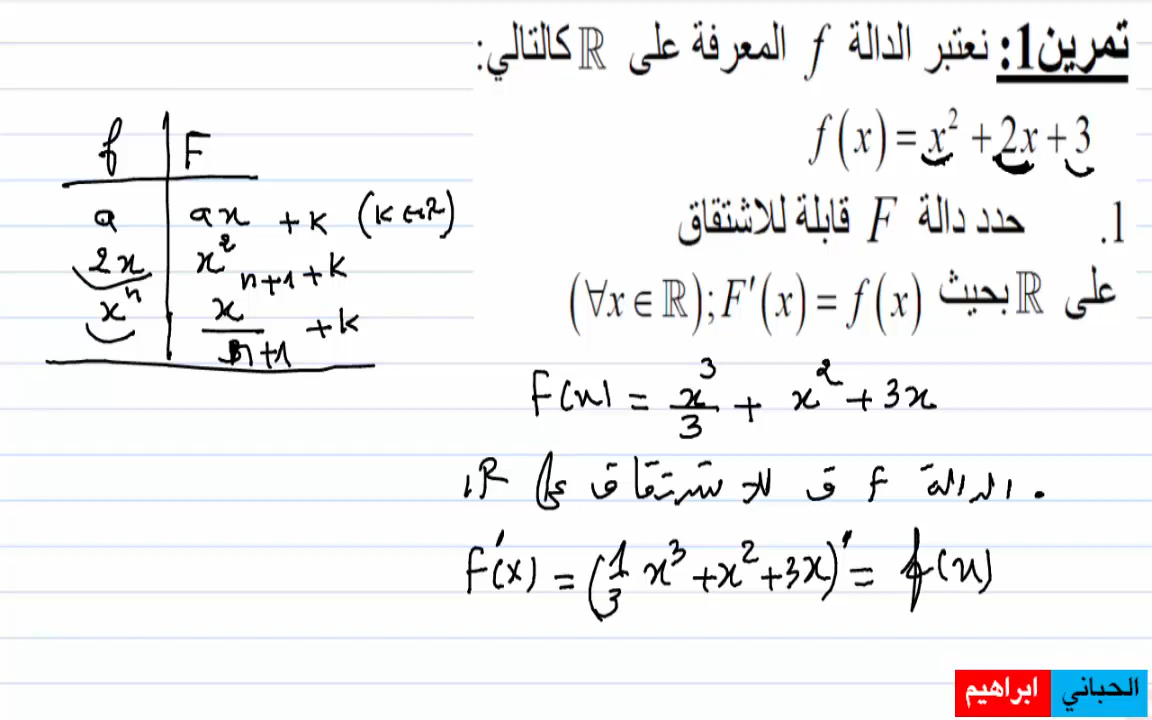 تمرين1: نعتبر الدالة f المعرفة على ℝ كالتالي:
f(x) = x² + 2x + 3
1. حدد دالة F قابلة للاشتقاق
على ℝ بحيث (∀x ∈ ℝ); F'(x) = f(x)
f | F
a | ax + k (k ∈ ℝ)
2x | x² + k
xⁿ | xⁿ⁺¹/n+1 + k
F(x) = x³/3 + x² + 3x
. الدالة F ق للاشتقاق على ℝ,
F'(x) = (1/3 x³ + x² + 3x)' = f(x)
الحباني ابراهيم